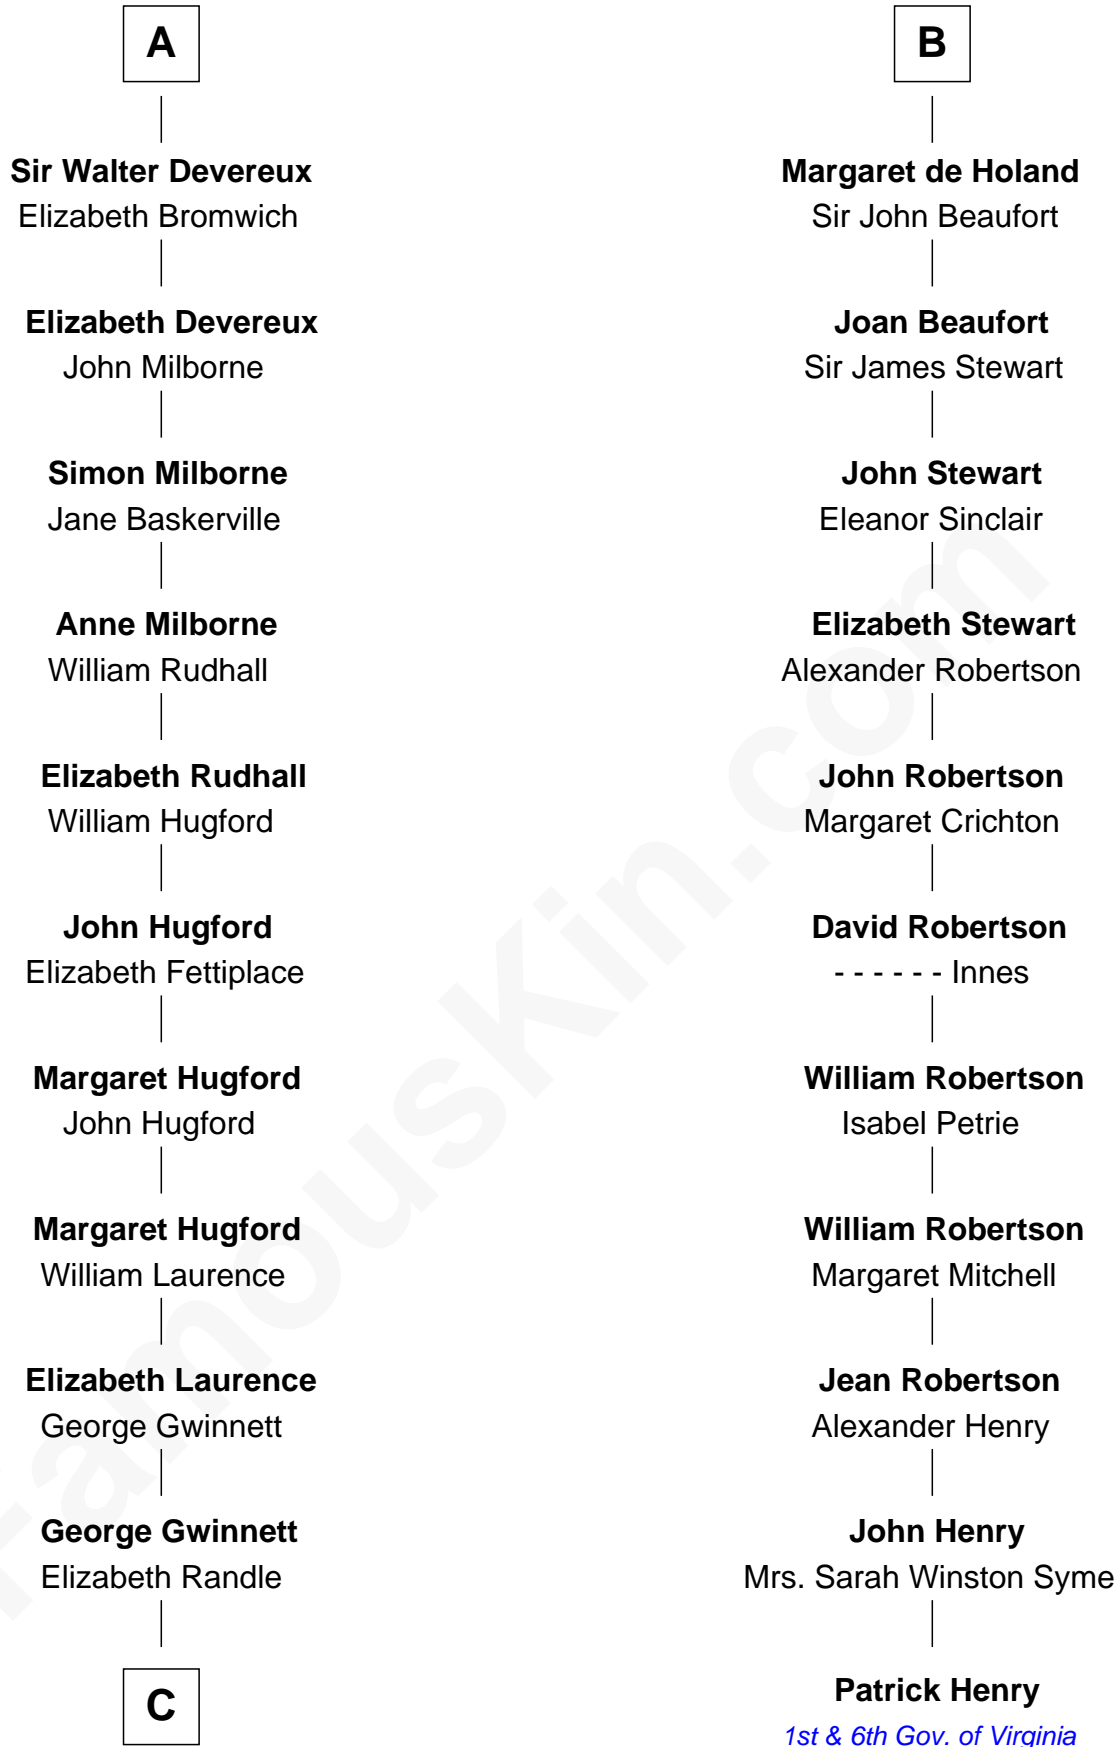 A
Sir Walter Devereux
Elizabeth Bromwich
Elizabeth Devereux
John Milborne
Simon Milborne
Jane Baskerville
Anne Milborne
William Rudhall
Elizabeth Rudhall
William Hugford
John Hugford
Elizabeth Fettiplace
Margaret Hugford
John Hugford
Margaret Hugford
William Laurence
Elizabeth Laurence
George Gwinnett
George Gwinnett
Elizabeth Randle
C
B
Margaret de Holand
Sir John Beaufort
Joan Beaufort
Sir James Stewart
John Stewart
Eleanor Sinclair
Elizabeth Stewart
Alexander Robertson
John Robertson
Margaret Crichton
David Robertson
- - - - - - Innes
William Robertson
Isabel Petrie
William Robertson
Margaret Mitchell
Jean Robertson
Alexander Henry
John Henry
Mrs. Sarah Winston Syme
Patrick Henry
1st & 6th Gov. of Virginia
FamousKin.com